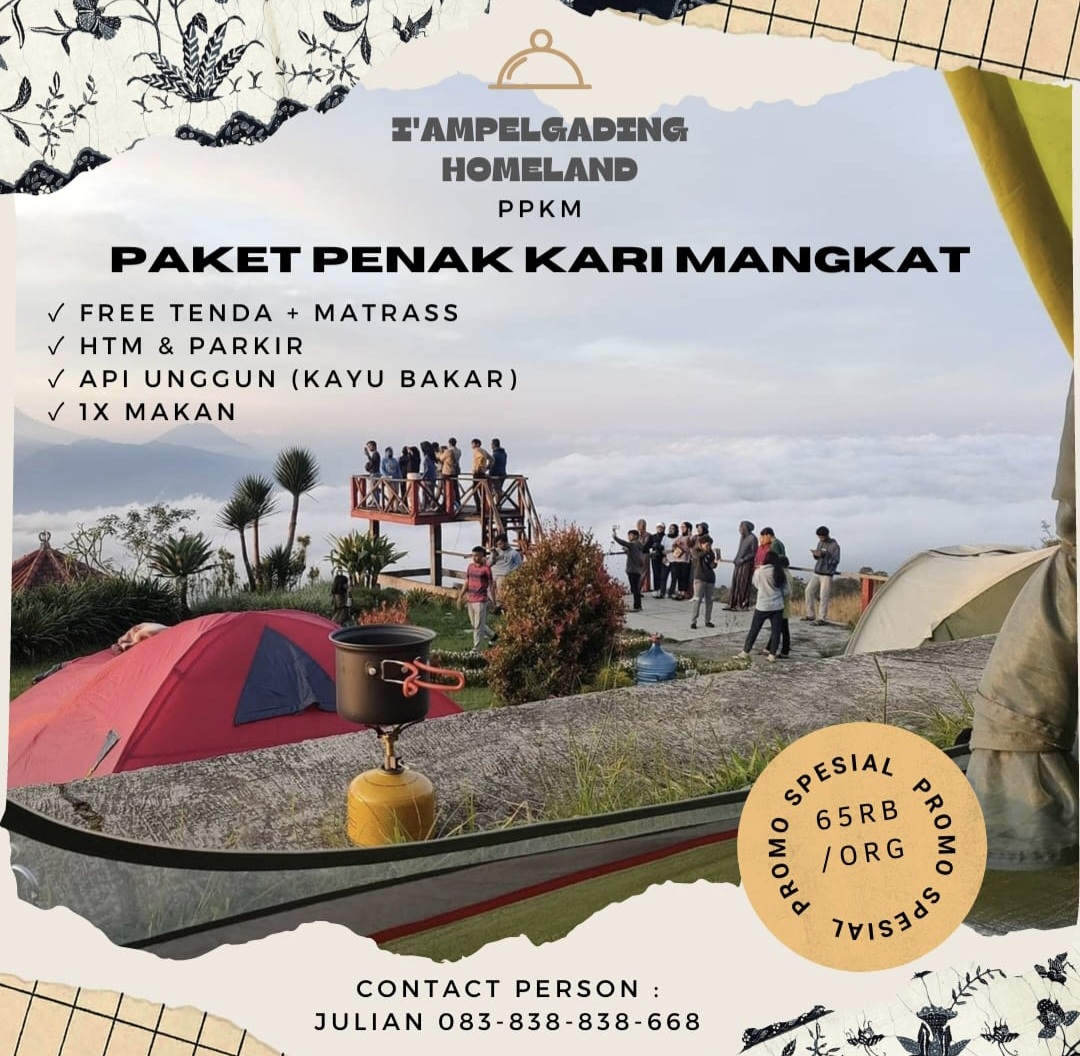 I'AMPELGADING
HOMELAND
PPKM
PAKET PENAK KARI MANGKAT
✓ FREE TENDA + MATRASS
✓ HTM & PARKIR
✓ API UNGGUN (KAYU BAKAR)
✓ 1X MAKAN
PROMO SPESIAL PROMO SPESIAL
65RB
/ORG
CONTACT PERSON :
JULIAN 083-838-838-668